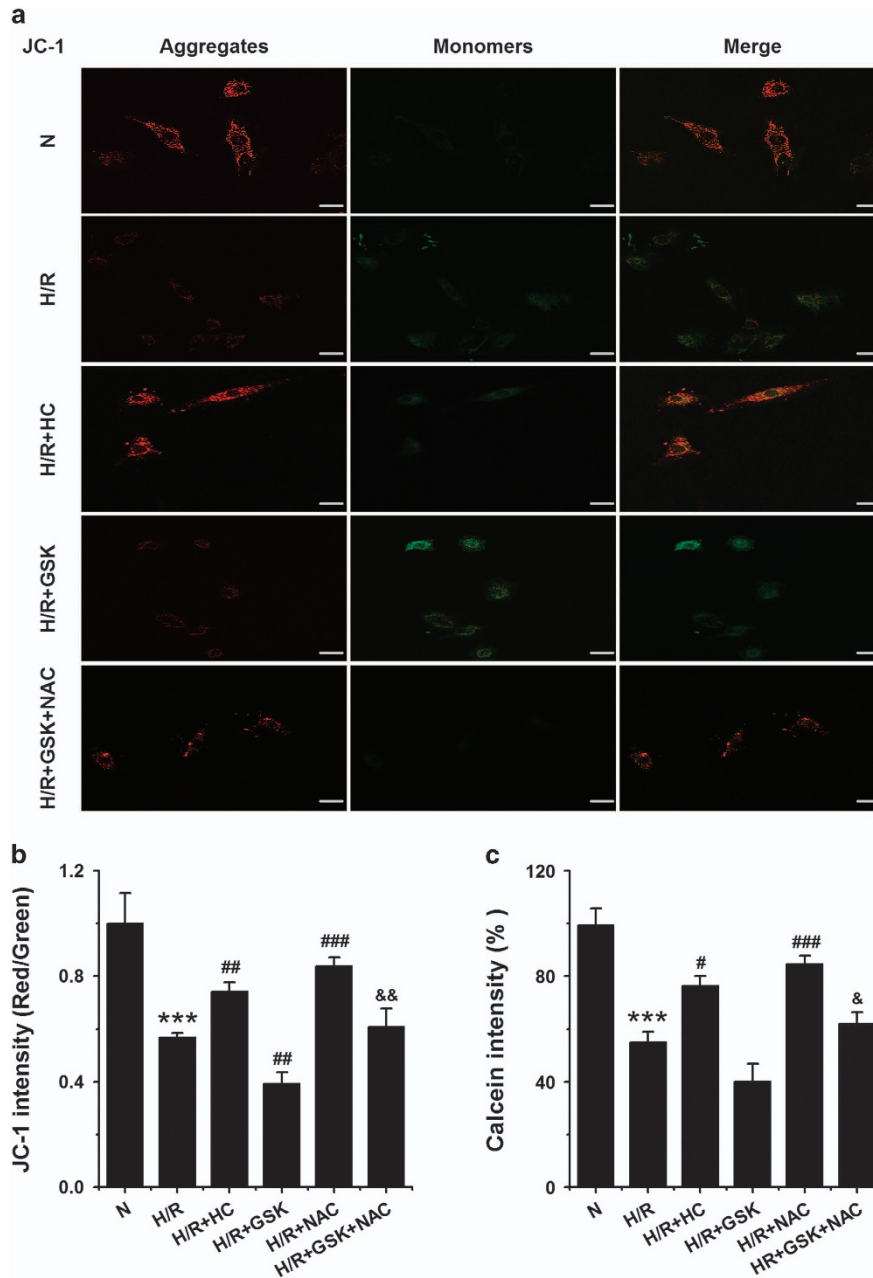 a
JC-1 Aggregates Monomers Merge
N
H/R
H/R+HC
H/R+GSK
H/R+GSK+NAC
b
JC-1 intensity (Red/Green)
1.2
0.8
0.4
0.0
***
##
##
###
&&
N H/R H/R+HC H/R+GSK H/R+NAC H/R+GSK+NAC
c
Calcein intensity (% )
120
80
40
0
***
#
###
&
N H/R H/R+HC H/R+GSK H/R+NAC HR+GSK+NAC